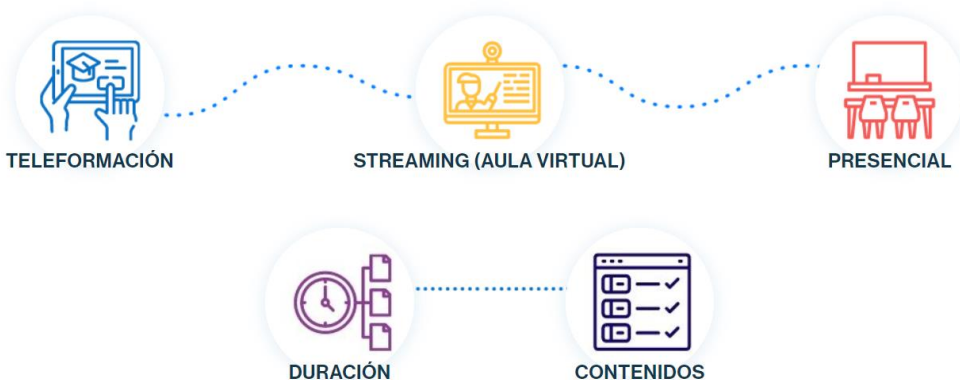 TELEFORMACIÓN
STREAMING (AULA VIRTUAL)
PRESENCIAL
DURACIÓN
CONTENIDOS